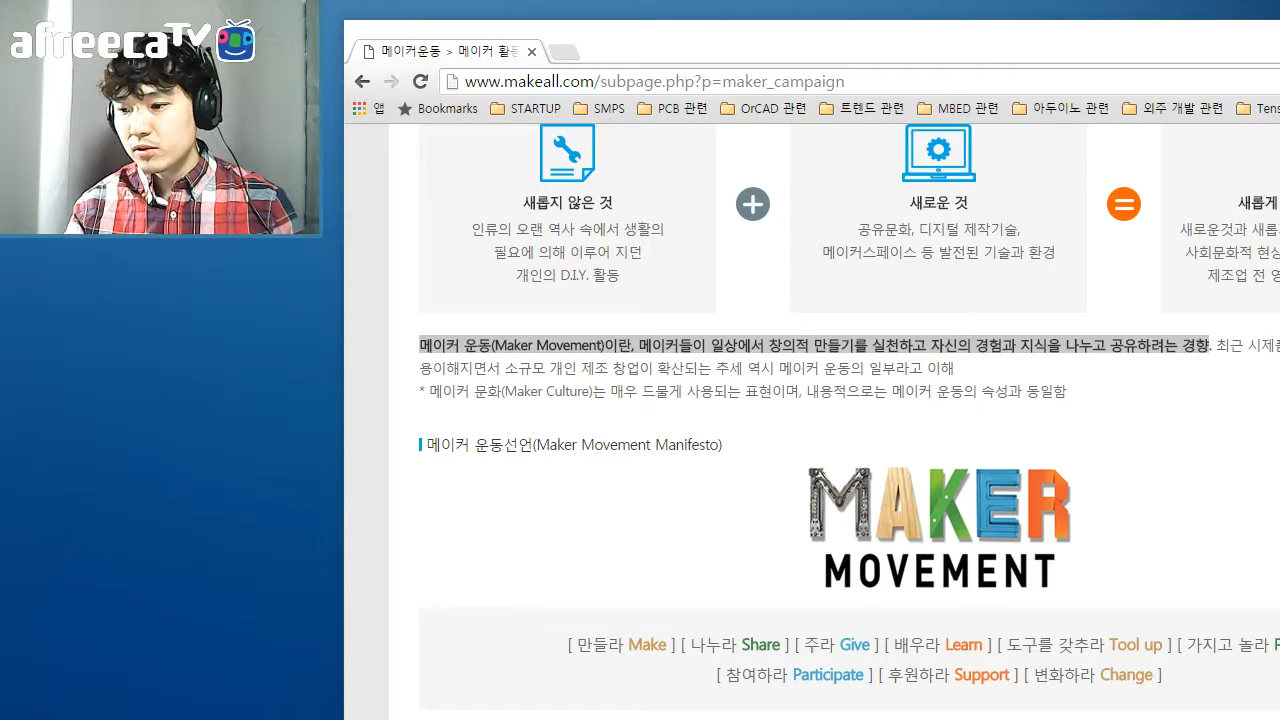 afreecaTV
메이커운동 > 메이커 활동
www.makeall.com/subpage.php?p=maker_campaign
앱 Bookmarks STARTUP SMPS PCB 관련 OrCAD 관련 트렌드 관련 MBED 관련 아두이노 관련 외주 개발 관련
새롭지 않은 것
인류의 오랜 역사 속에서 생활의
필요에 의해 이루어 지던
개인의 D.I.Y. 활동
새로운 것
공유문화, 디지털 제작기술,
메이커스페이스 등 발전된 기술과 환경
새롭게
새로운것과 새롭
사회문화적 현상
제조업 전 영
메이커 운동(Maker Movement)이란, 메이커들이 일상에서 창의적 만들기를 실천하고 자신의 경험과 지식을 나누고 공유하려는 경향. 최근 시제품
용이해지면서 소규모 개인 제조 창업이 확산되는 추세 역시 메이커 운동의 일부라고 이해
* 메이커 문화(Maker Culture)는 매우 드물게 사용되는 표현이며, 내용적으로는 메이커 운동의 속성과 동일함
메이커 운동선언(Maker Movement Manifesto)
MAKER
MOVEMENT
[ 만들라 Make ] [ 나누라 Share ] [ 주라 Give ] [ 배우라 Learn ] [ 도구를 갖추라 Tool up ] [ 가지고 놀라
[ 참여하라 Participate ] [ 후원하라 Support ] [ 변화하라 Change ]